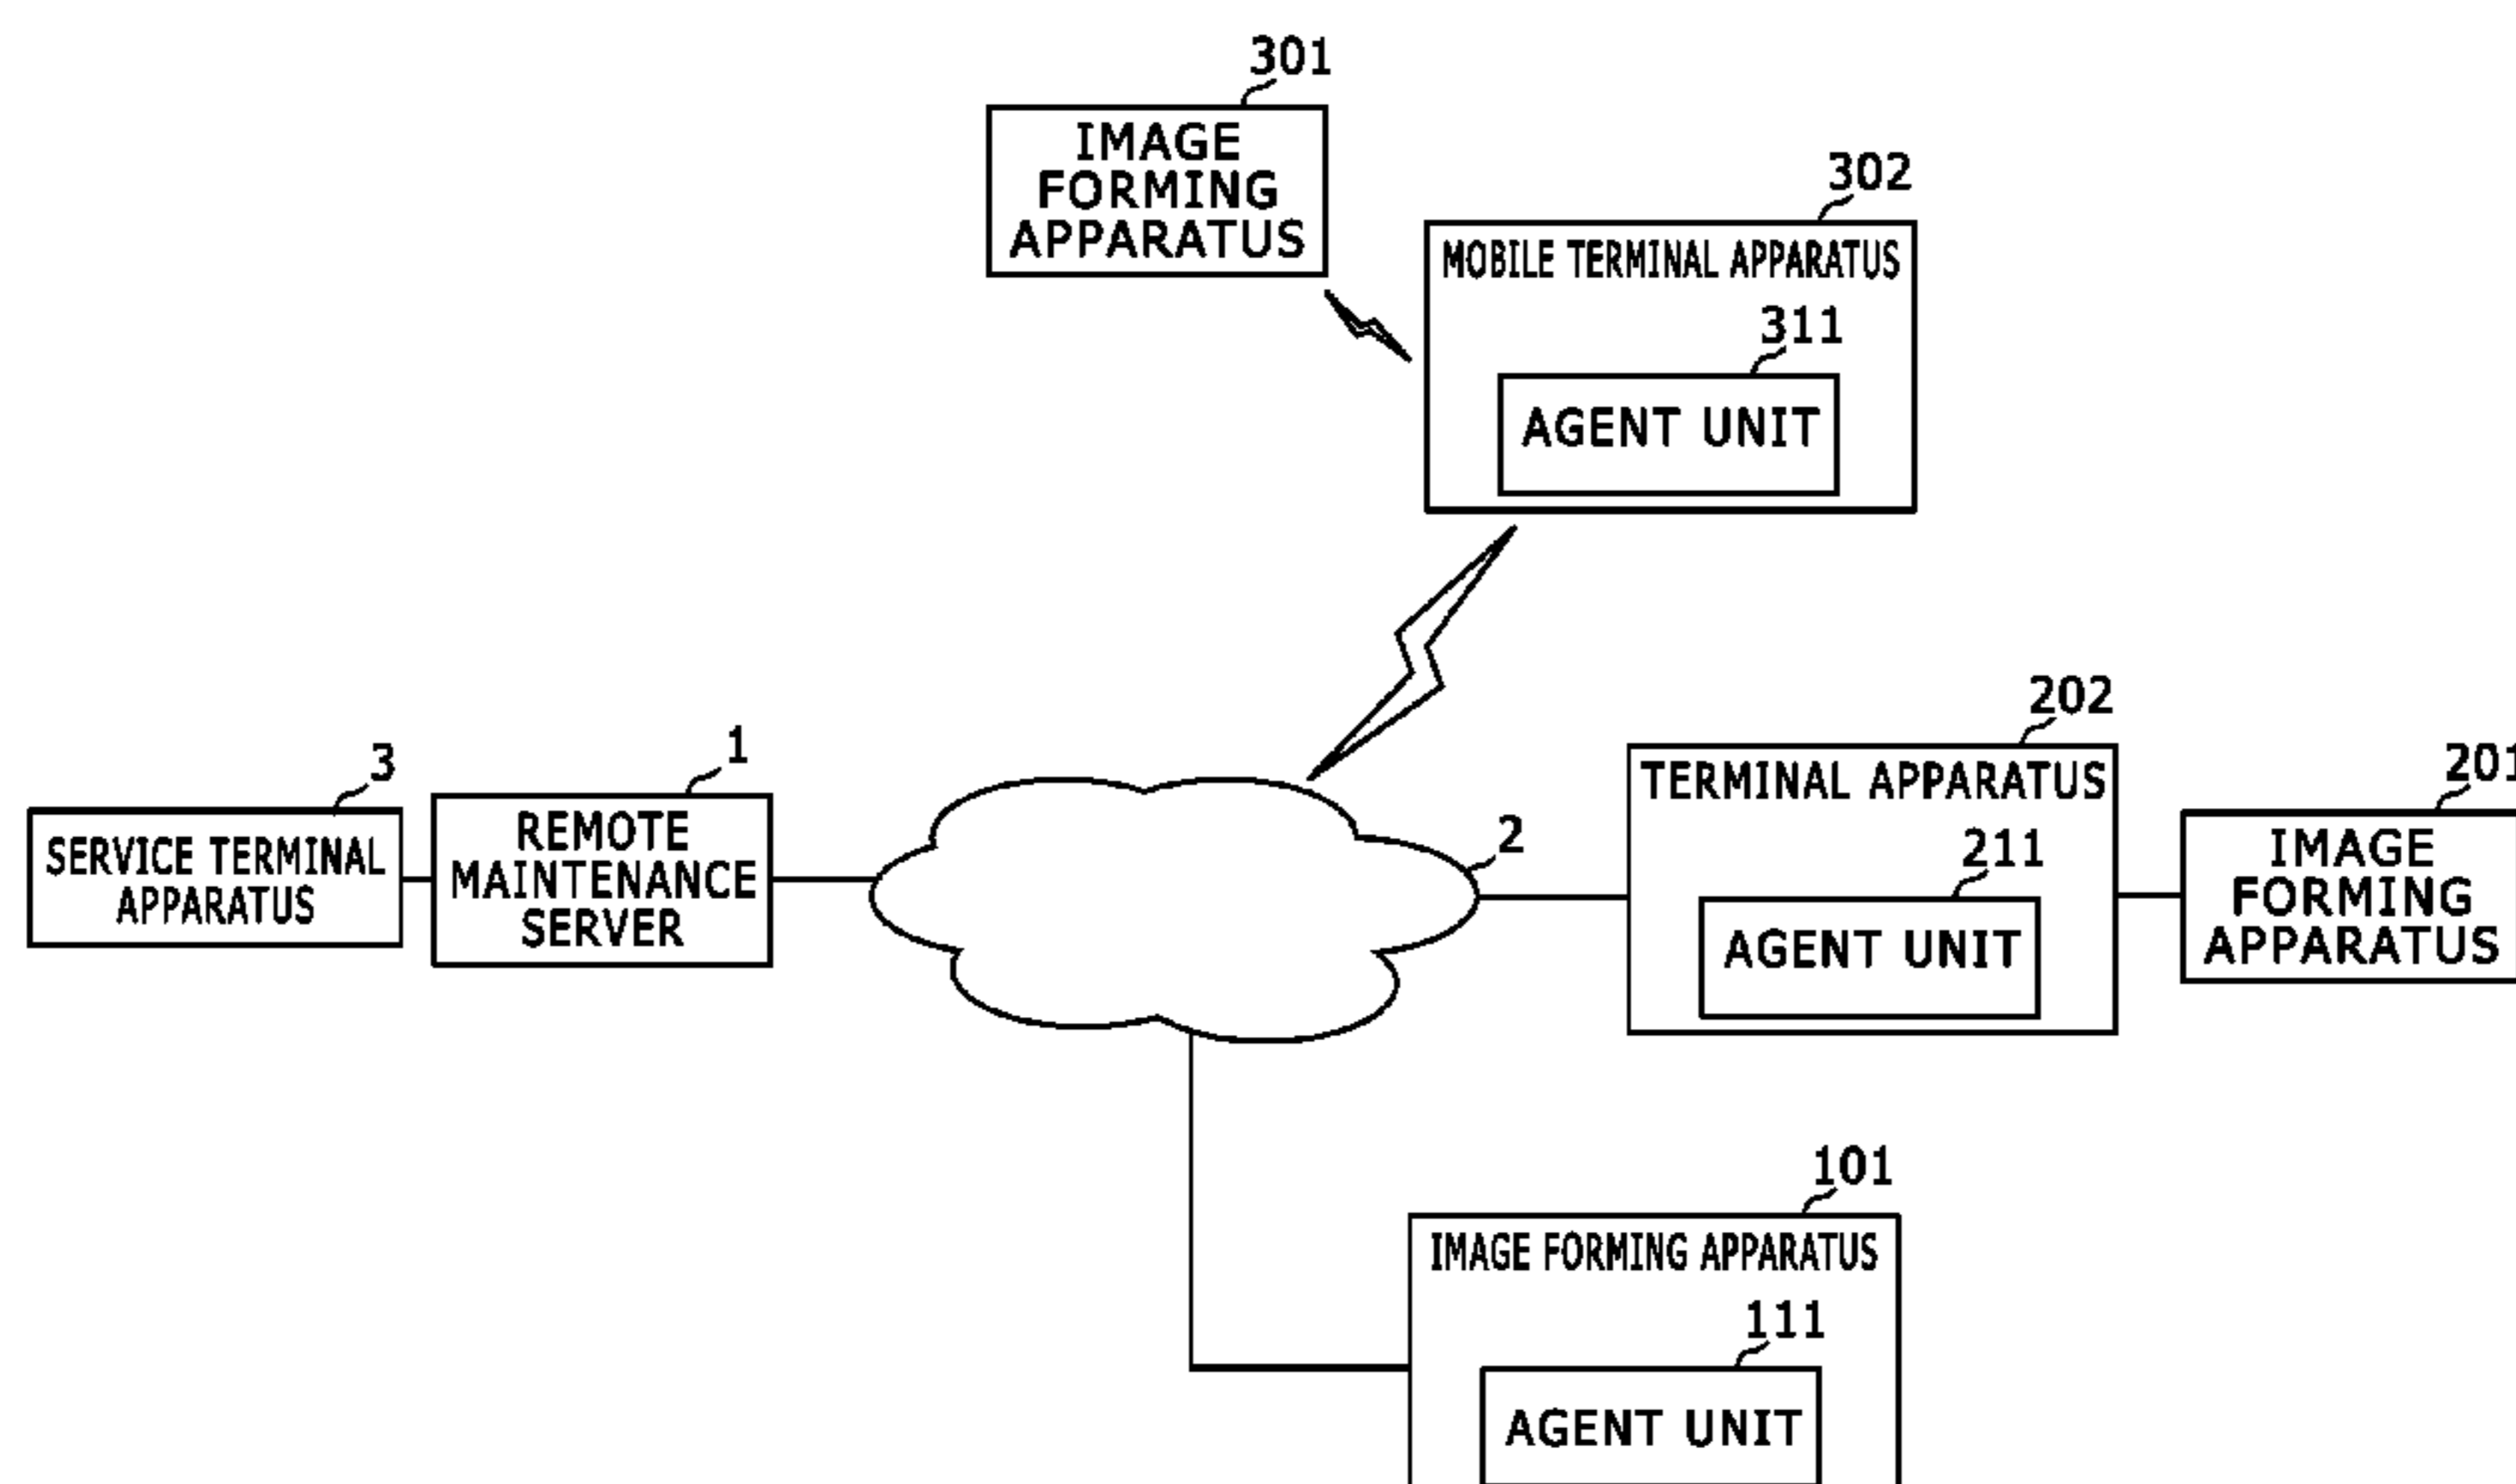 301
IMAGE
FORMING
APPARATUS
302
MOBILE TERMINAL APPARATUS
311
AGENT UNIT
3
SERVICE TERMINAL
APPARATUS
1
REMOTE
MAINTENANCE
SERVER
2
202
TERMINAL APPARATUS
211
AGENT UNIT
201
IMAGE
FORMING
APPARATUS
101
IMAGE FORMING APPARATUS
111
AGENT UNIT